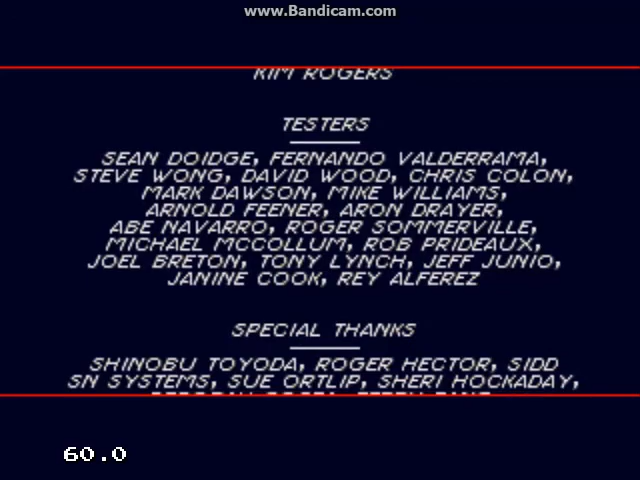 www.Bandicam.com
KIM ROGERS
TESTERS
SEAN DOIDGE, FERNANDO VALDERRAMA,
STEVE WONG, DAVID WOOD, CHRIS COLON,
MARK DAWSON, MIKE WILLIAMS,
ARNOLD FEENER, ARON DRAYER,
ABE NAVARRO, ROGER SOMMERVILLE,
MICHAEL MCCOLLUM, ROB PRIDEAUX,
JOEL BRETON, TONY LYNCH, JEFF JUNIO,
JANINE COOK, REY ALFEREZ
SPECIAL THANKS
SHINOBU TOYODA, ROGER HECTOR, SIDD
SN SYSTEMS, SUE ORTLIP, SHERI HOCKADAY,
60.0